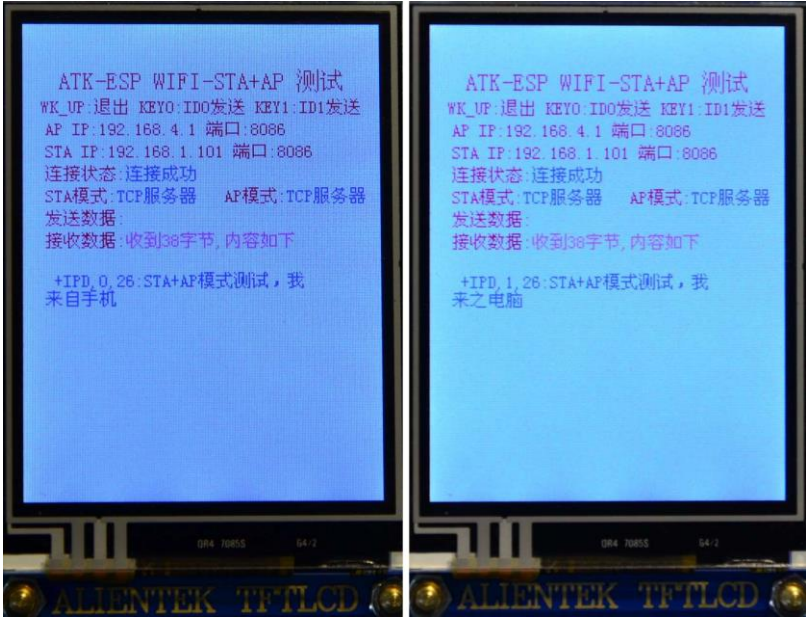 ATK-ESP WIFI-STA+AP 测试
WK_UP:退出 KEY0:ID0发送 KEY1:ID1发送
AP IP:192.168.4.1 端口:8086
STA IP:192.168.1.101 端口:8086
连接状态:连接成功
STA模式:TCP服务器 AP模式:TCP服务器
发送数据:
接收数据:收到38字节,内容如下
+IPD,0,26:STA+AP模式测试，我
来自手机
QR4 7085S G4/2
ALIENTEK TFTLCD
ATK-ESP WIFI-STA+AP 测试
WK_UP:退出 KEY0:ID0发送 KEY1:ID1发送
AP IP:192.168.4.1 端口:8086
STA IP:192.168.1.101 端口:8086
连接状态:连接成功
STA模式:TCP服务器 AP模式:TCP服务器
发送数据:
接收数据:收到38字节,内容如下
+IPD,1,26:STA+AP模式测试，我
来之电脑
QR4 7085S G4/2
ALIENTEK TFTLCD